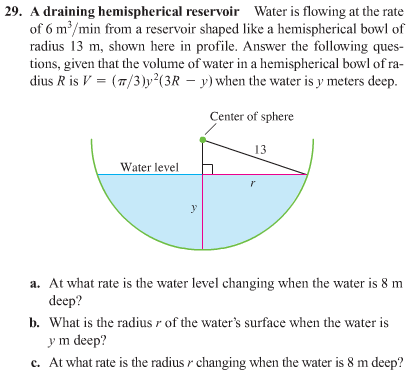 29. A draining hemispherical reservoir Water is flowing at the rate
of 6 m³/min from a reservoir shaped like a hemispherical bowl of
radius 13 m, shown here in profile. Answer the following ques-
tions, given that the volume of water in a hemispherical bowl of ra-
dius R is V = (π/3)y²(3R − y) when the water is y meters deep.
Center of sphere
13
Water level
r
y
a. At what rate is the water level changing when the water is 8 m
deep?
b. What is the radius r of the water's surface when the water is
y m deep?
c. At what rate is the radius r changing when the water is 8 m deep?